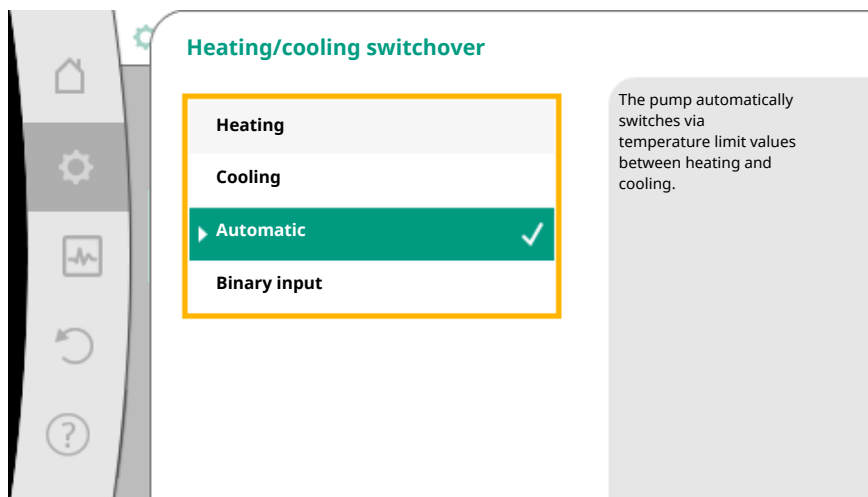 Heating/cooling switchover
Heating
Cooling
Automatic
Binary input
The pump automatically
switches via
temperature limit values
between heating and
cooling.
?